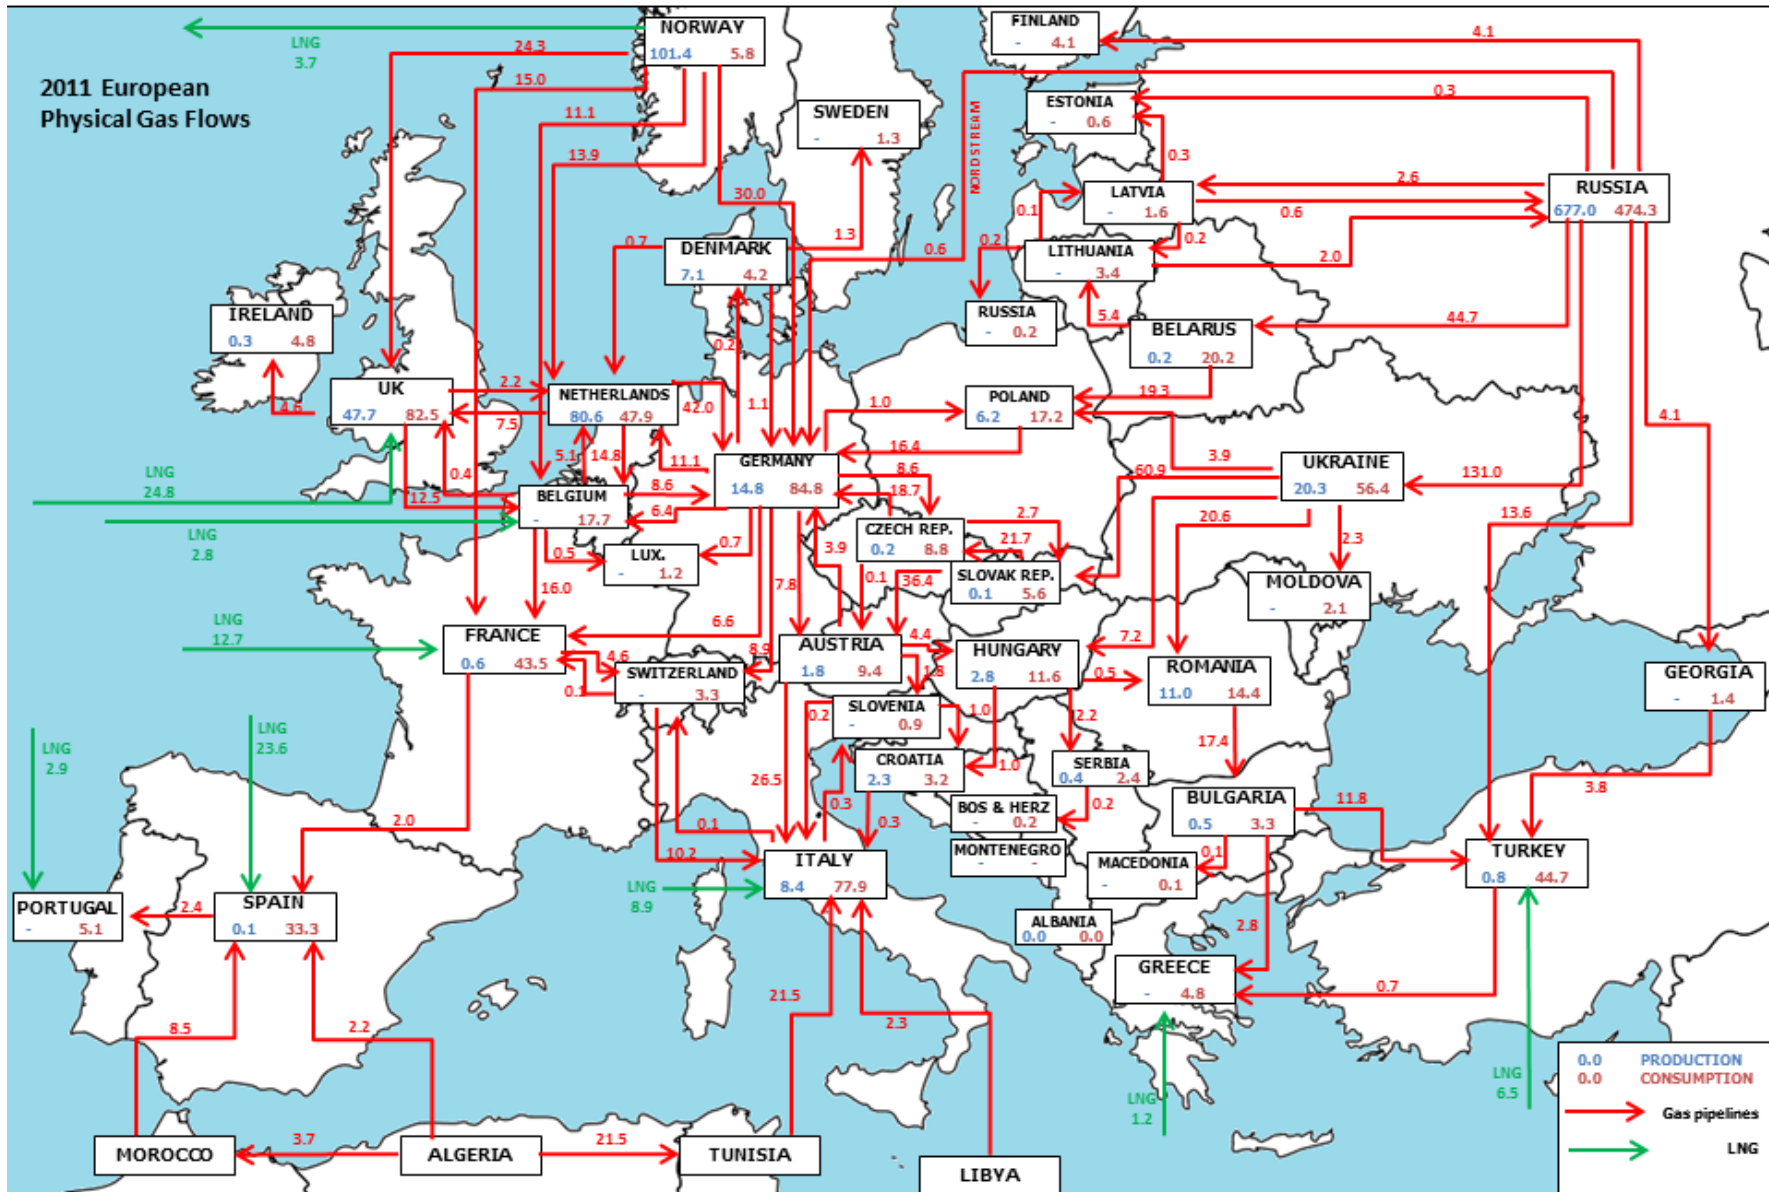 2011 European
Physical Gas Flows
NORWAY
101.4 5.8
LNG
3.7
24.3
15.0
11.1
13.9
30.0
FINLAND
- 4.1
4.1
ESTONIA
- 0.6
0.3
0.3
SWEDEN
- 1.3
1.3
NORDSTREAM
LATVIA
- 1.6
2.6
0.6
RUSSIA
677.0 474.3
0.1
0.2
0.2
LITHUANIA
- 3.4
2.0
DENMARK
7.1 4.2
0.7
0.6
0.2
1.1
RUSSIA
- 0.2
5.4
BELARUS
0.2 20.2
44.7
IRELAND
0.3 4.8
4.6
UK
47.7 82.5
2.2
7.5
NETHERLANDS
80.6 47.9
42.0
1.0
POLAND
6.2 17.2
19.3
4.1
LNG
24.8
0.4
12.5
5.1
14.8
11.1
GERMANY
14.8 84.8
16.4
8.6
18.7
60.9
3.9
UKRAINE
20.3 56.4
131.0
BELGIUM
- 17.7
8.6
6.4
LNG
2.8
0.5
LUX.
- 1.2
0.7
CZECH REP.
0.2 8.8
2.7
21.7
20.6
2.3
13.6
3.9
0.1
36.4
SLOVAK REP.
0.1 5.6
MOLDOVA
- 2.1
16.0
7.8
LNG
12.7
FRANCE
0.6 43.5
6.6
4.6
0.1
SWITZERLAND
- 3.3
8.9
AUSTRIA
1.8 9.4
4.4
1.8
HUNGARY
2.8 11.6
7.2
0.5
ROMANIA
11.0 14.4
GEORGIA
- 1.4
SLOVENIA
- 0.9
0.2
1.0
2.2
17.4
LNG
2.9
LNG
23.6
CROATIA
2.3 3.2
1.0
SERBIA
0.4 2.4
26.5
0.3
0.3
0.2
BOS & HERZ
- 0.2
BULGARIA
0.5 3.3
11.8
3.8
2.0
0.1
10.2
ITALY
8.4 77.9
MONTENEGRO
- -
MACEDONIA
- 0.1
0.1
TURKEY
0.8 44.7
LNG
8.9
PORTUGAL
- 5.1
2.4
SPAIN
0.1 33.3
ALBANIA
0.0 0.0
2.8
GREECE
- 4.8
0.7
8.5
2.2
21.5
2.3
LNG
1.2
LNG
6.5
0.0 PRODUCTION
0.0 CONSUMPTION
Gas pipelines
LNG
MOROCCO
3.7
ALGERIA
21.5
TUNISIA
LIBYA